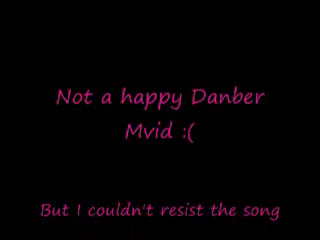 Not a happy Danber
Mvid :(
But I couldn't resist the song